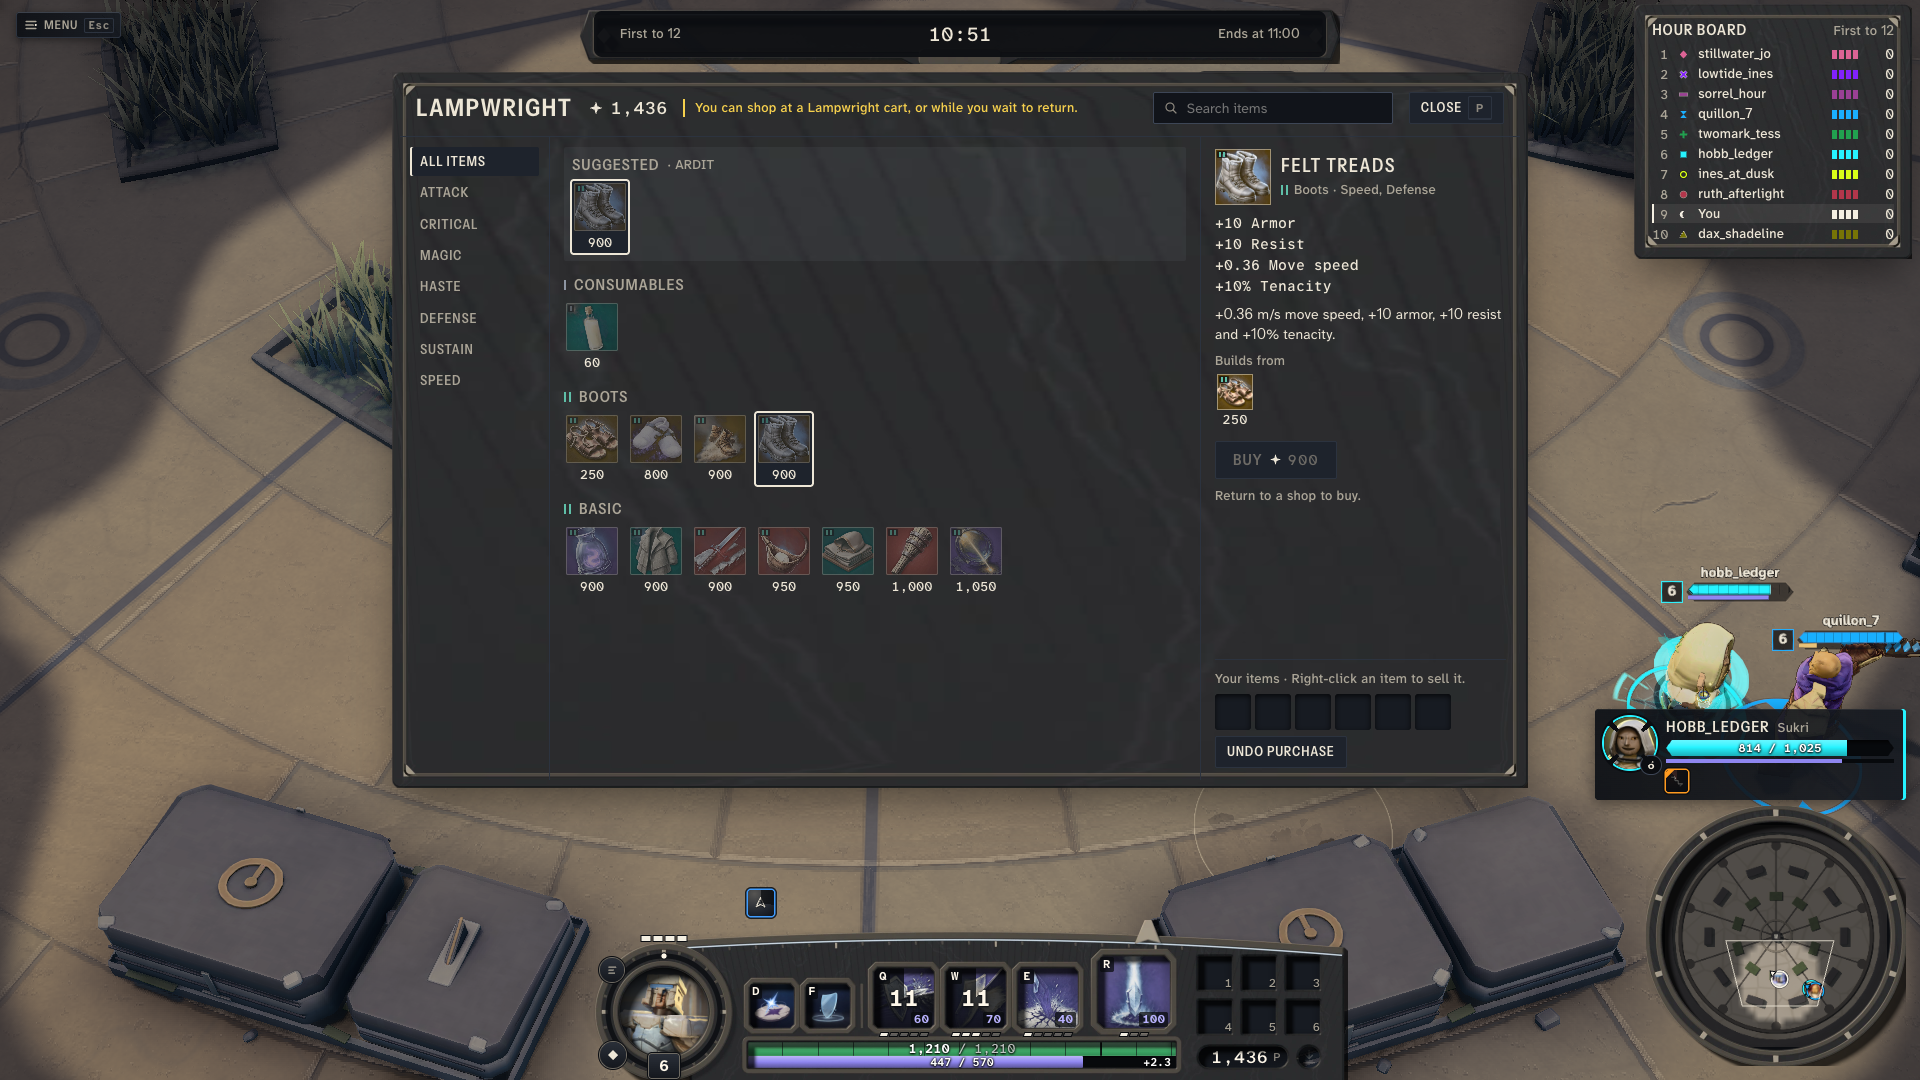 MENU Esc
First to 12
10:51
Ends at 11:00
HOUR BOARD First to 12
1 stillwater_jo 0
2 lowtide_ines 0
3 sorrel_hour 0
4 quillon_7 0
5 twomark_tess 0
6 hobb_ledger 0
7 ines_at_dusk 0
8 ruth_afterlight 0
9 You 0
10 dax_shadeline 0
LAMPWRIGHT 1,436 You can shop at a Lampwright cart, or while you wait to return.
Search items
CLOSE P
ALL ITEMS
ATTACK
CRITICAL
MAGIC
HASTE
DEFENSE
SUSTAIN
SPEED
SUGGESTED · ARDIT
900
CONSUMABLES
60
BOOTS
250 800 900 900
BASIC
900 900 900 950 950 1,000 1,050
FELT TREADS
Boots · Speed, Defense
+10 Armor
+10 Resist
+0.36 Move speed
+10% Tenacity
+0.36 m/s move speed, +10 armor, +10 resist
and +10% tenacity.
Builds from
250
BUY 900
Return to a shop to buy.
Your items · Right-click an item to sell it.
UNDO PURCHASE
hobb_ledger
6
quillon_7
6
HOBB_LEDGER Sukri
814 / 1,025
6
D F
Q 11 60
W 11 70
E 40
R 100
1,210 / 1,210
447 / 570 +2.3
1 2 3
4 5 6
1,436 P